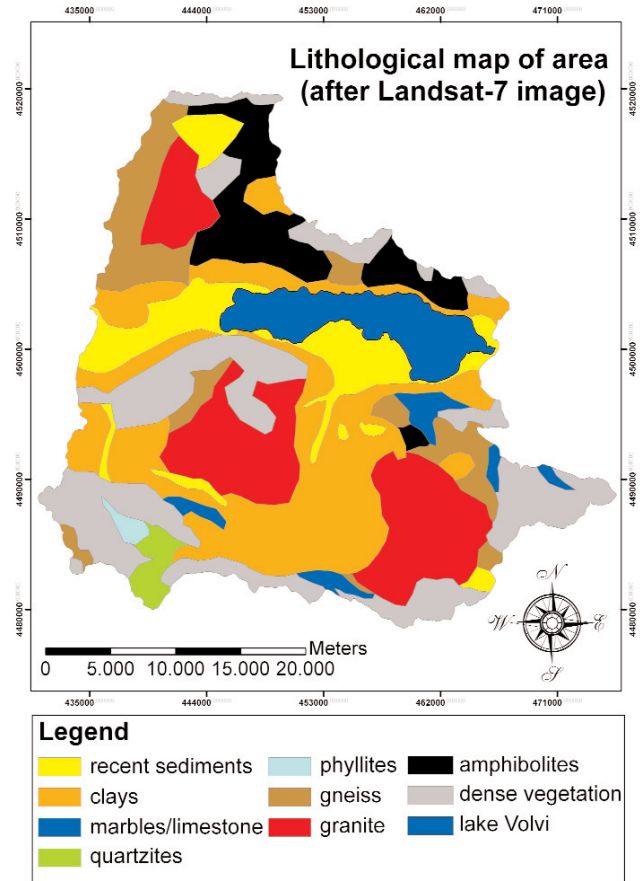 435000 444000 453000 462000 471000
Lithological map of area
(after Landsat-7 image)
4520000 4520000
4510000 4510000
4500000 4500000
4490000 4490000
4480000 4480000
N
W E
S
Meters
0 5.000 10.000 15.000 20.000
435000 444000 453000 462000 471000
Legend
recent sediments phyllites amphibolites
clays gneiss dense vegetation
marbles/limestone granite lake Volvi
quartzites